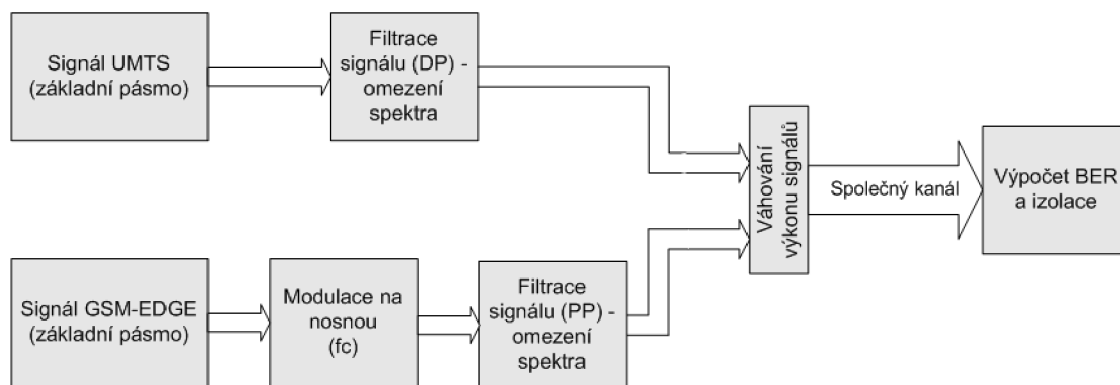 Signál UMTS
(základní pásmo)
Filtrace
signálu (DP) -
omezení
spektra
Váhování
výkonu signálů
Společný kanál
Výpočet BER
a izolace
Signál GSM-EDGE
(základní pásmo)
Modulace na
nosnou
(fc)
Filtrace
signálu (PP) -
omezení
spektra